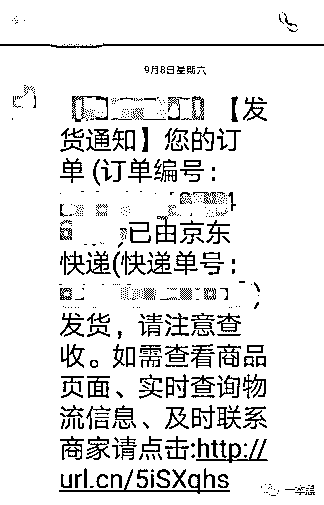 9月8日星期六
【发
货通知】您的订
单(订单编号:
已由京东
快递(快递单号:
)
发货，请注意查
收。如需查看商品
页面、实时查询物
流信息、及时联系
商家请点击:http://
url.cn/5iSXqhs